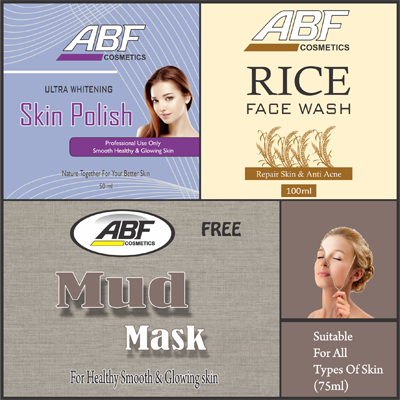 ABF
COSMETICS
ULTRA WHITENING
Skin Polish
Professional Use Only
Smooth Healthy & Glowing Skin
Nature Together For Your Better Skin
50 ml
ABF
COSMETICS
RICE
FACE WASH
Repair Skin & Anti Acne
100ml
ABF
COSMETICS
FREE
Mud
Mask
For Healthy Smooth & Glowing skin
Suitable
For All
Types Of Skin
(75ml)